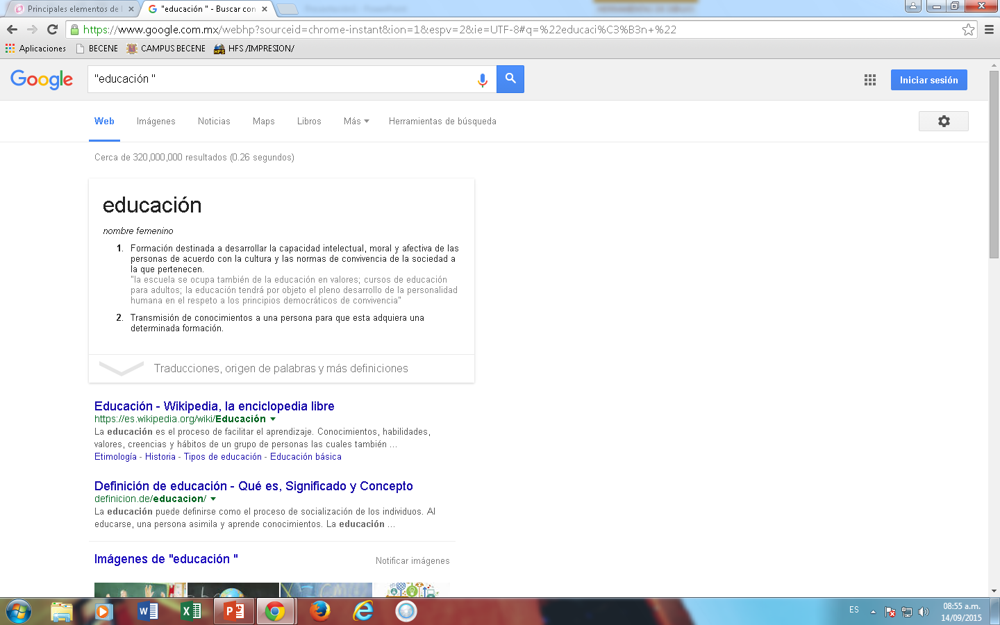 Principales elementos de
"educación " - Buscar con
https://www.google.com.mx/webhp?sourceid=chrome-instant&ion=1&espv=2&ie=UTF-8#q=%22educaci%C3%B3n+%22
Aplicaciones BECENE CAMPUS BECENE HFS /IMPRESION/
Google "educación " Iniciar sesión
Web Imágenes Noticias Maps Libros Más Herramientas de búsqueda
Cerca de 320,000,000 resultados (0.26 segundos)
educación
nombre femenino
1. Formación destinada a desarrollar la capacidad intelectual, moral y afectiva de las
personas de acuerdo con la cultura y las normas de convivencia de la sociedad a
la que pertenecen.
"la escuela se ocupa también de la educación en valores; cursos de educación
para adultos; la educación tendrá por objeto el pleno desarrollo de la personalidad
humana en el respeto a los principios democráticos de convivencia"
2. Transmisión de conocimientos a una persona para que esta adquiera una
determinada formación.
Traducciones, origen de palabras y más definiciones
Educación - Wikipedia, la enciclopedia libre
https://es.wikipedia.org/wiki/Educación
La educación es el proceso de facilitar el aprendizaje. Conocimientos, habilidades,
valores, creencias y hábitos de un grupo de personas las cuales también ...
Etimología - Historia - Tipos de educación - Educación básica
Definición de educación - Qué es, Significado y Concepto
definicion.de/educacion/
La educación puede definirse como el proceso de socialización de los individuos. Al
educarse, una persona asimila y aprende conocimientos. La educación ...
Imágenes de "educación " Notificar imágenes
ES 08:55 a.m.
14/09/2015